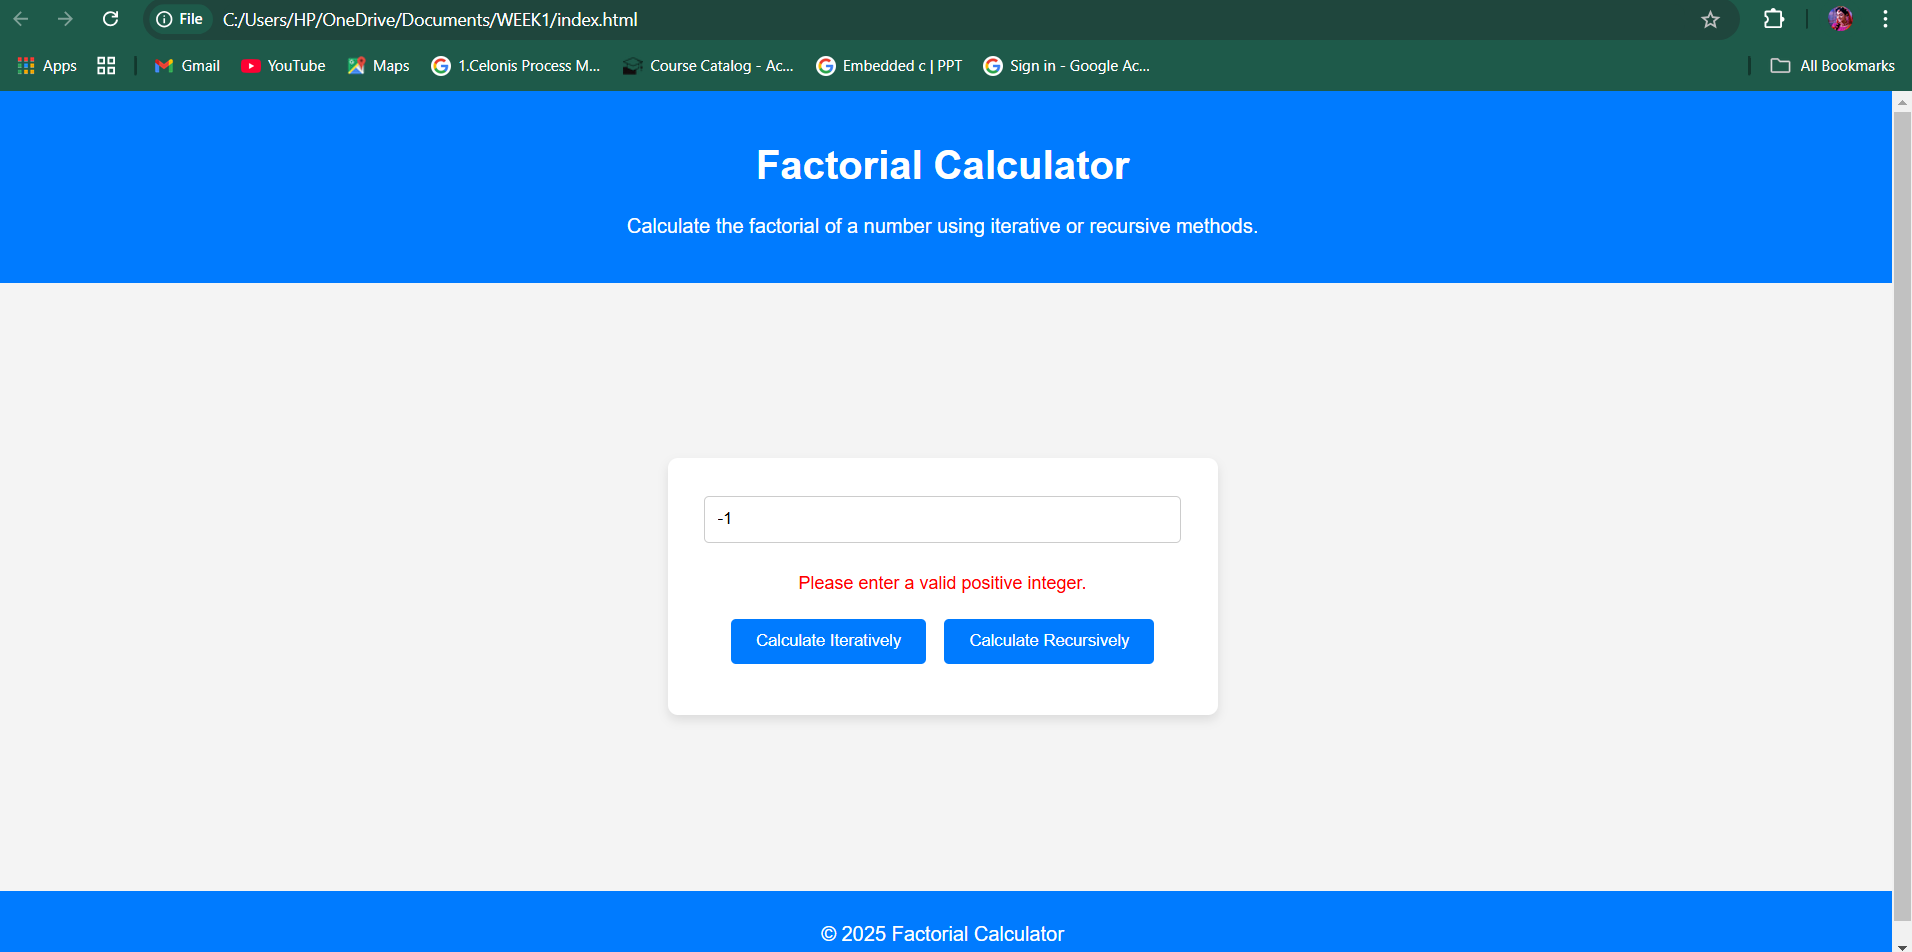 File C:/Users/HP/OneDrive/Documents/WEEK1/index.html
Apps Gmail YouTube Maps 1.Celonis Process M... Course Catalog - Ac... Embedded c | PPT Sign in - Google Ac... All Bookmarks
Factorial Calculator
Calculate the factorial of a number using iterative or recursive methods.
-1
Please enter a valid positive integer.
Calculate Iteratively Calculate Recursively
© 2025 Factorial Calculator